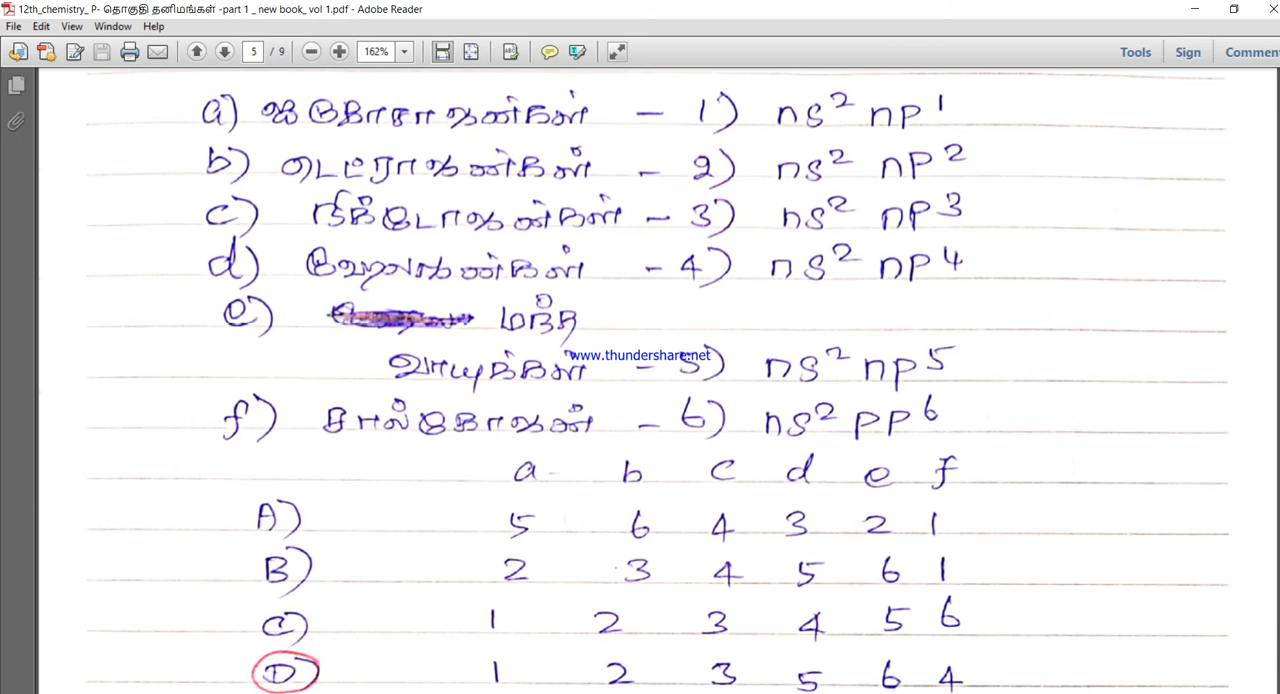 12th_chemistry_ P- தொகுதி தனிமங்கள் -part 1 _ new book_ vol 1.pdf - Adobe Reader
File Edit View Window Help
5 / 9 162% Tools Sign Comment
a) ஐகோசாஜன்கள் - 1) ns² np¹
b) டெட்ராஜன்கள் - 2) ns² np²
c) நிக்டோஜன்கள் - 3) ns² np³
d) ஹேலஜன்கள் - 4) ns² np⁴
e) மந்த
www.thundershare.net
வாயுக்கள் - 5) ns² np⁵
f) சால்கோஜன் - 6) ns² pp⁶
a b c d e f
A) 5 6 4 3 2 1
B) 2 3 4 5 6 1
C) 1 2 3 4 5 6
D) 1 2 3 5 6 4